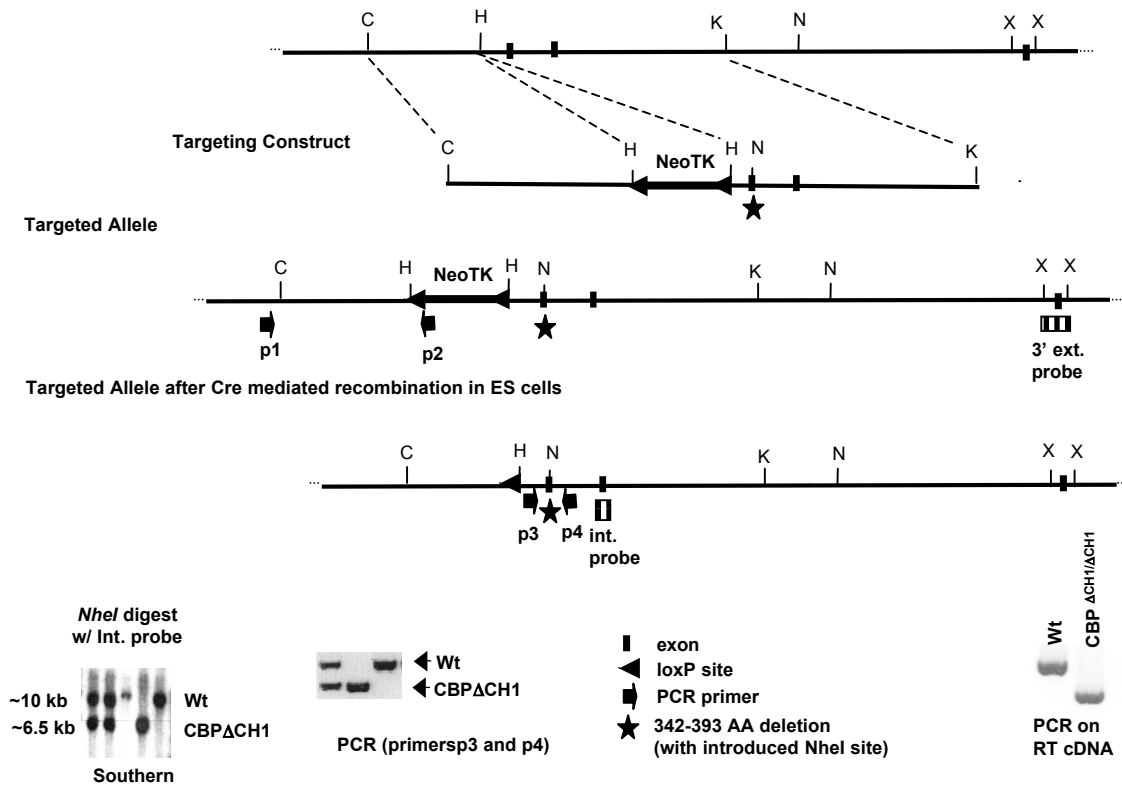 C H K N X X
Targeting Construct
C H H N K
NeoTK
Targeted Allele
C H H N K N X X
NeoTK
p1 p2 3' ext.
probe
Targeted Allele after Cre mediated recombination in ES cells
C H N K N X X
p3 p4 int.
probe
NheI digest
w/ Int. probe
~10 kb Wt
~6.5 kb CBPΔCH1
Southern
Wt
CBPΔCH1
PCR (primersp3 and p4)
exon
loxP site
PCR primer
342-393 AA deletion
(with introduced NheI site)
Wt
CBP ΔCH1/ΔCH1
PCR on
RT cDNA